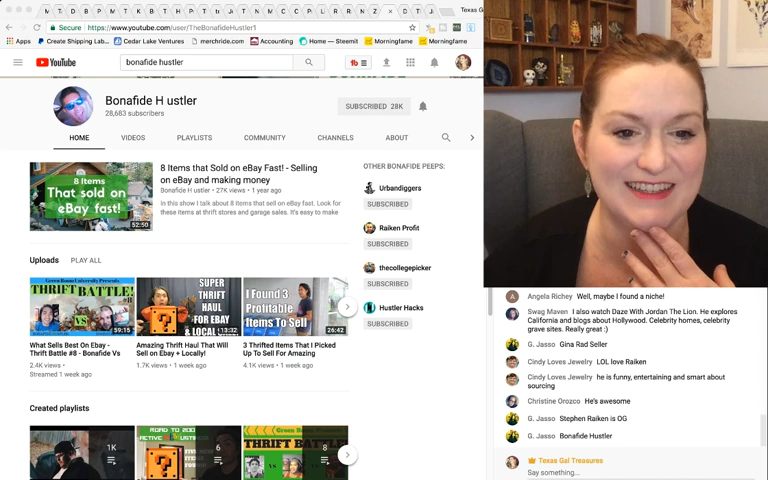 Texas G
Secure https://www.youtube.com/user/TheBonafideHustler1
Apps Create Shipping Lab... Cedar Lake Ventures merchride.com Accounting Home — Steemit Morningfame Morningfame
YouTube bonafide hustler
Bonafide H ustler
28,683 subscribers
SUBSCRIBED 28K
HOME VIDEOS PLAYLISTS COMMUNITY CHANNELS ABOUT
8 Items
That sold on
eBay fast!
52:50
8 Items that Sold on eBay Fast! - Selling
on eBay and making money
Bonafide H ustler • 27K views • 1 year ago
In this show I talk about 8 items that sell on eBay fast. Look for
these items at thrift stores and garage sales. It's easy to make
OTHER BONAFIDE PEEPS:
Urbandiggers
SUBSCRIBED
Raiken Profit
SUBSCRIBED
thecollegepicker
SUBSCRIBED
Hustler Hacks
SUBSCRIBED
Uploads PLAY ALL
Green Room University Presents
THRIFT BATTLE!
VS
59:15
SUPER
THRIFT
HAUL
FOR EBAY
& LOCAL
13:32
I Found 3
Profitable
Items To Sell
26:42
What Sells Best On Ebay -
Thrift Battle #8 - Bonafide Vs
2.4K views •
Streamed 1 week ago
Amazing Thrift Haul That
Will Sell on Ebay + Locally!
1.7K views • 1 week ago
3 Thrifted Items That I Picked
Up To Sell For Amazing
4.1K views • 1 week ago
Created playlists
1K
ROAD TO 200
ACTIVE
6
THRIFT BATTLE
VS
8
Angela Richey Well, maybe I found a niche!
Swag Maven I also watch Daze With Jordan The Lion. He explores
California and blogs about Hollywood. Celebrity homes, celebrity
grave sites. Really great :)
G. Jasso Gina Rad Seller
Cindy Loves Jewelry LOL love Raiken
Cindy Loves Jewelry he is funny, entertaining and smart about
sourcing
Christine Orozco He's awesome
G. Jasso Stephen Raiken is OG
G. Jasso Bonafide Hustler
Texas Gal Treasures
Say something...